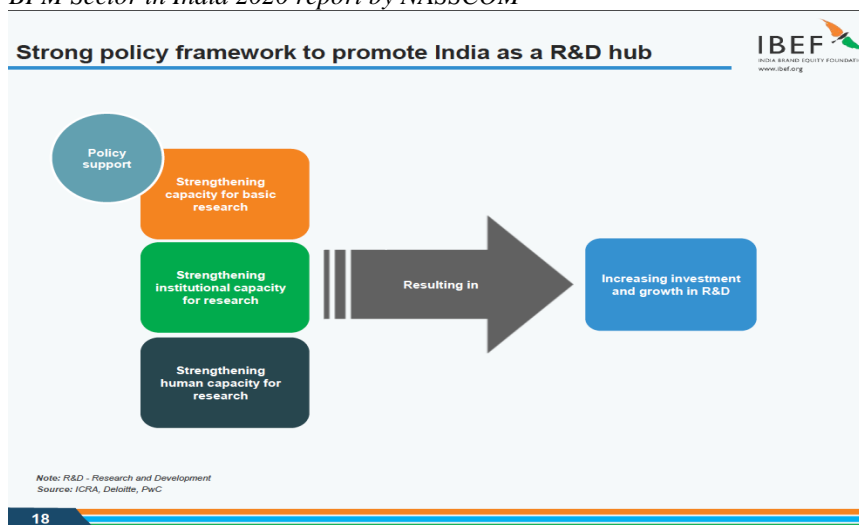 BPM Sector in India 2020 report by NASSCOM
Strong policy framework to promote India as a R&D hub
IBEF
INDIA BRAND EQUITY FOUNDATI
www.ibef.org
Policy
support
Strengthening
capacity for basic
research
Strengthening
institutional capacity
for research
Strengthening
human capacity for
research
Resulting in
Increasing investment
and growth in R&D
Note: R&D - Research and Development
Source: ICRA, Deloitte, PwC
18